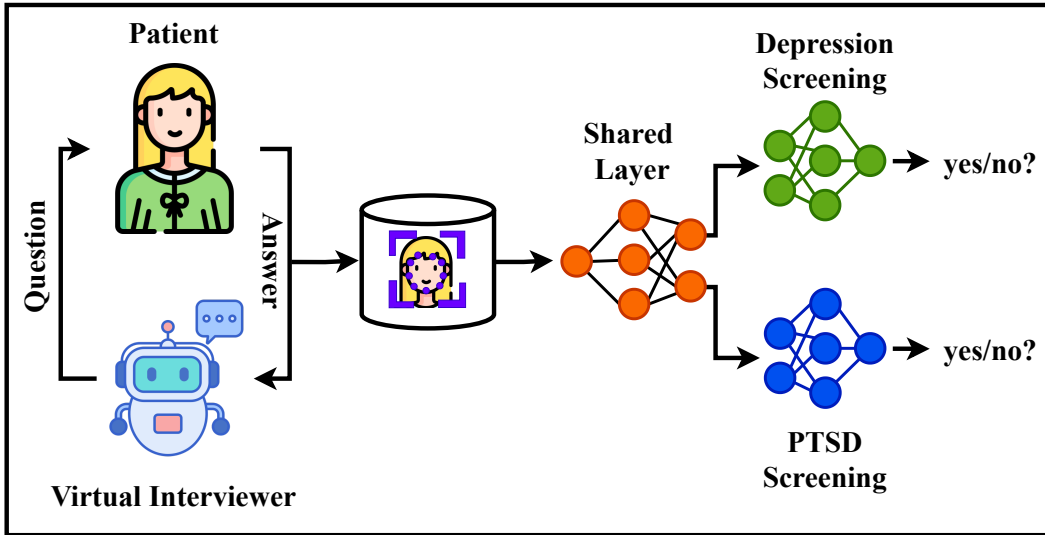 Patient
Question
Answer
Virtual Interviewer
Shared
Layer
Depression
Screening
yes/no?
PTSD
Screening
yes/no?